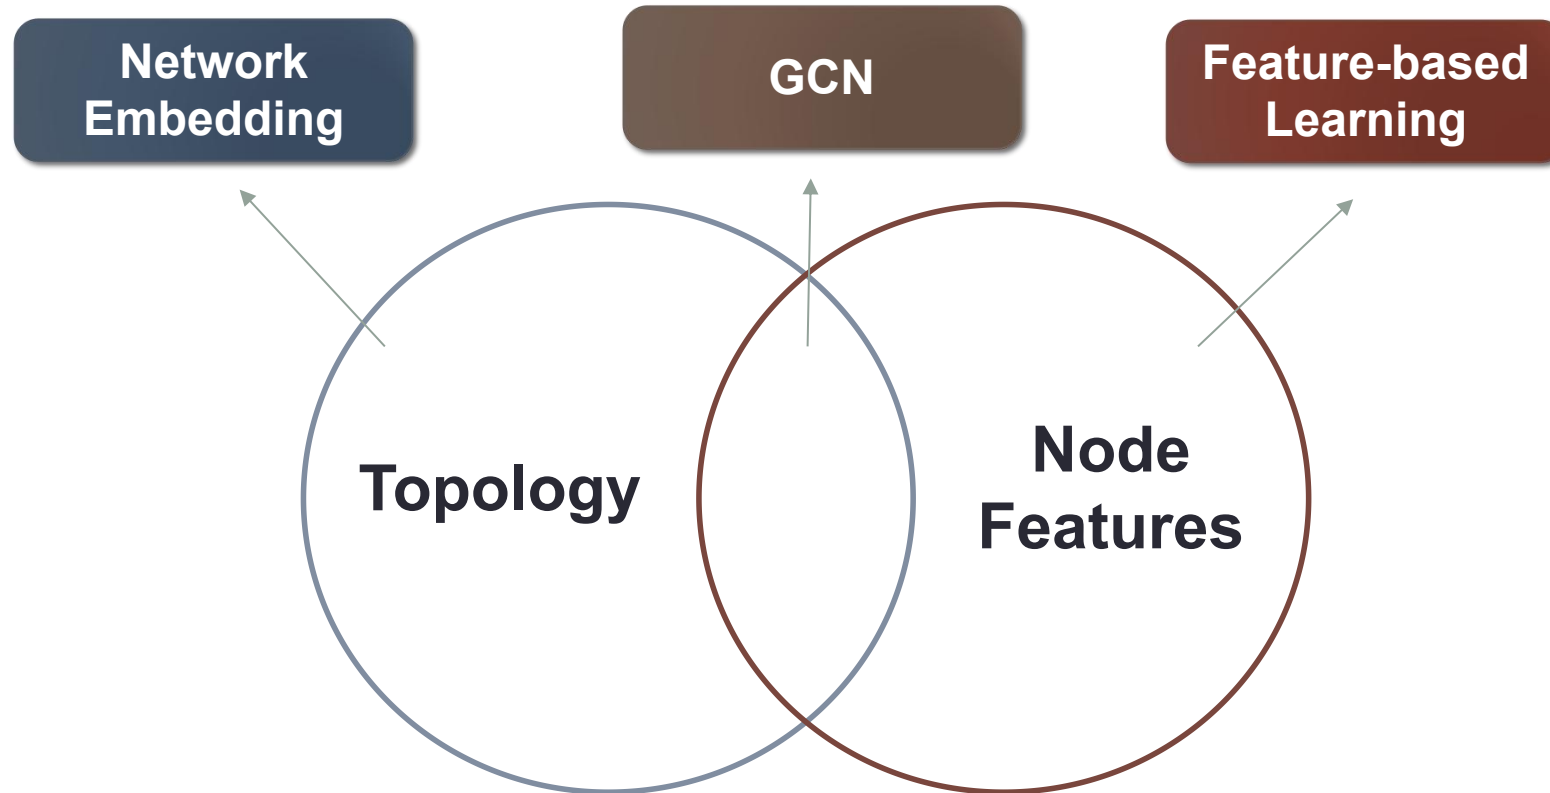 Network
Embedding
GCN
Feature-based
Learning
Topology
Node
Features